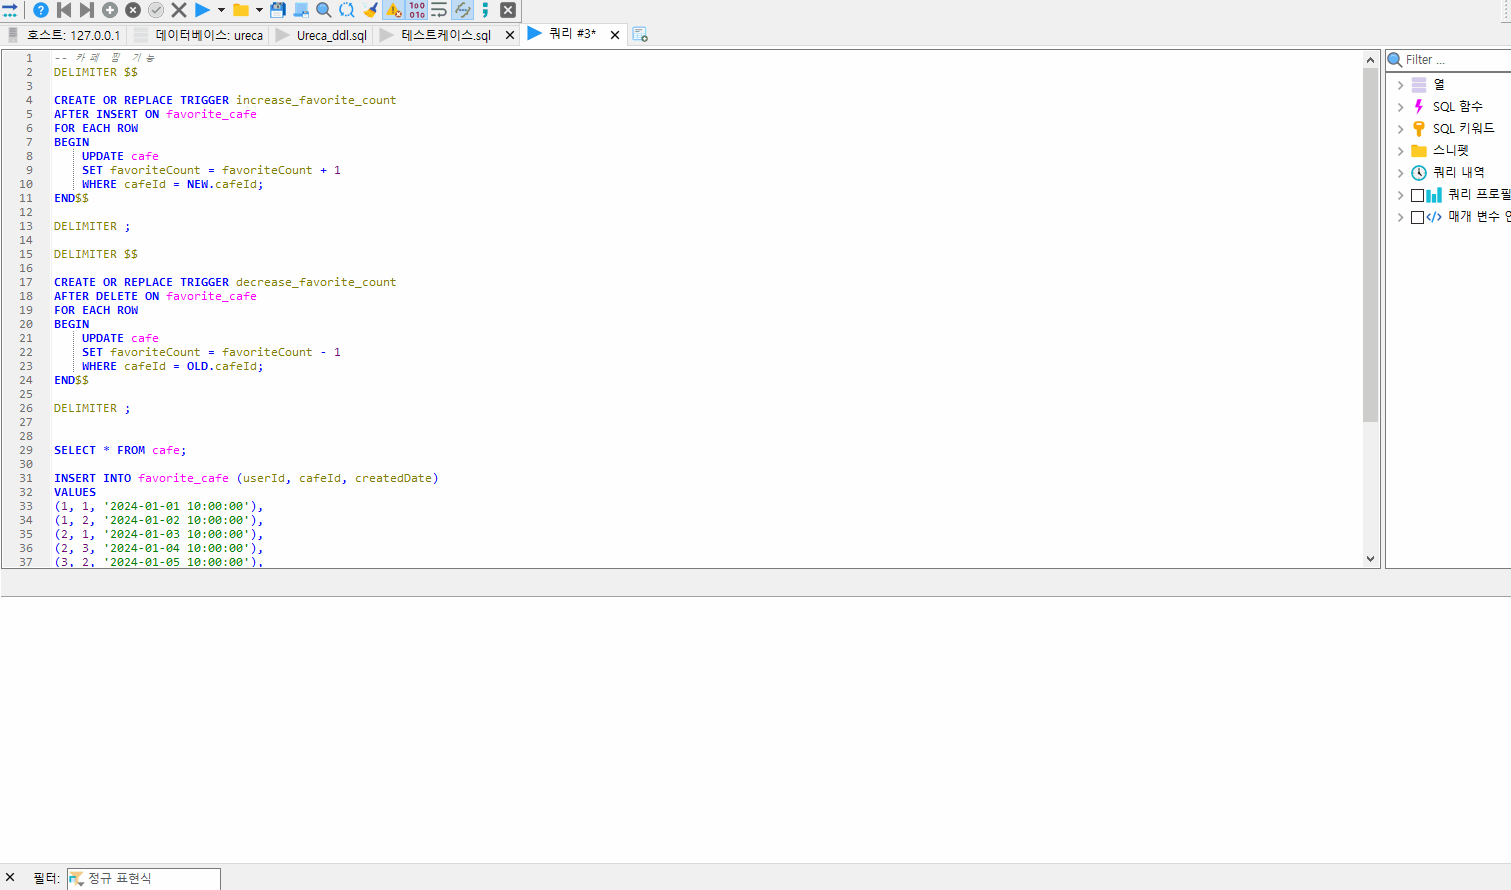 호스트: 127.0.0.1 데이터베이스: ureca Ureca_ddl.sql 테스트케이스.sql 쿼리 #3*
1 -- 카페 찜 기능
2 DELIMITER $$
3
4 CREATE OR REPLACE TRIGGER increase_favorite_count
5 AFTER INSERT ON favorite_cafe
6 FOR EACH ROW
7 BEGIN
8 UPDATE cafe
9 SET favoriteCount = favoriteCount + 1
10 WHERE cafeId = NEW.cafeId;
11 END$$
12
13 DELIMITER ;
14
15 DELIMITER $$
16
17 CREATE OR REPLACE TRIGGER decrease_favorite_count
18 AFTER DELETE ON favorite_cafe
19 FOR EACH ROW
20 BEGIN
21 UPDATE cafe
22 SET favoriteCount = favoriteCount - 1
23 WHERE cafeId = OLD.cafeId;
24 END$$
25
26 DELIMITER ;
27
28
29 SELECT * FROM cafe;
30
31 INSERT INTO favorite_cafe (userId, cafeId, createdDate)
32 VALUES
33 (1, 1, '2024-01-01 10:00:00'),
34 (1, 2, '2024-01-02 10:00:00'),
35 (2, 1, '2024-01-03 10:00:00'),
36 (2, 3, '2024-01-04 10:00:00'),
37 (3, 2, '2024-01-05 10:00:00'),
Filter ...
열
SQL 함수
SQL 키워드
스니펫
쿼리 내역
쿼리 프로필
매개 변수
필터: 정규 표현식